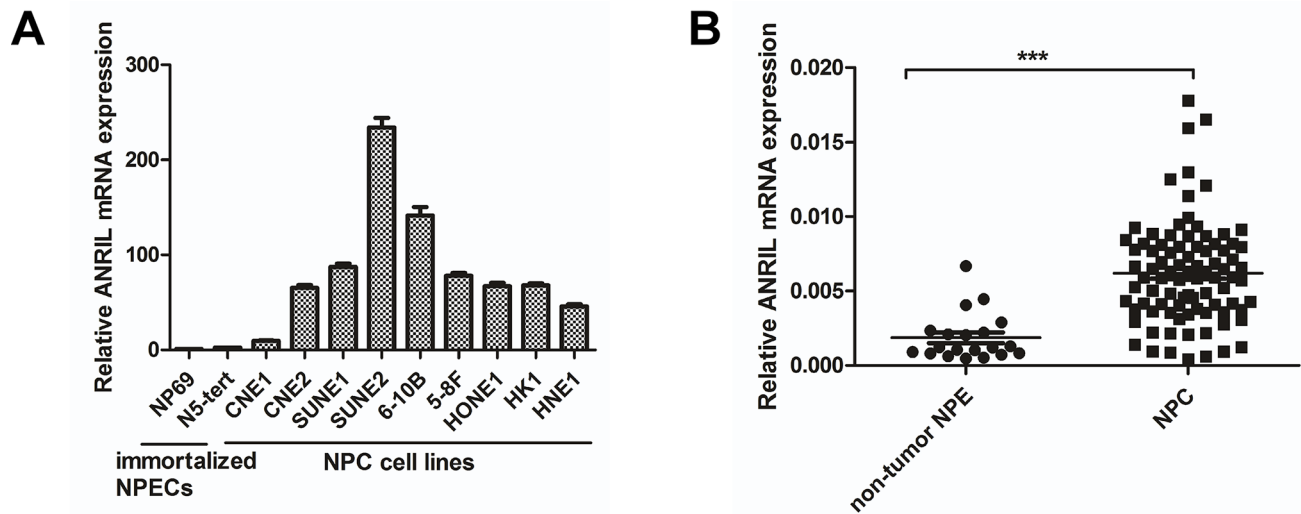 A
Relative ANRIL mRNA expression
300
200
100
0
NP69
N5-tert
CNE1
CNE2
SUNE1
SUNE2
6-10B
5-8F
HONE1
HK1
HNE1
immortalized
NPECs
NPC cell lines
B
Relative ANRIL mRNA expression
0.020
0.015
0.010
0.005
0.000
***
non-tumor NPE
NPC